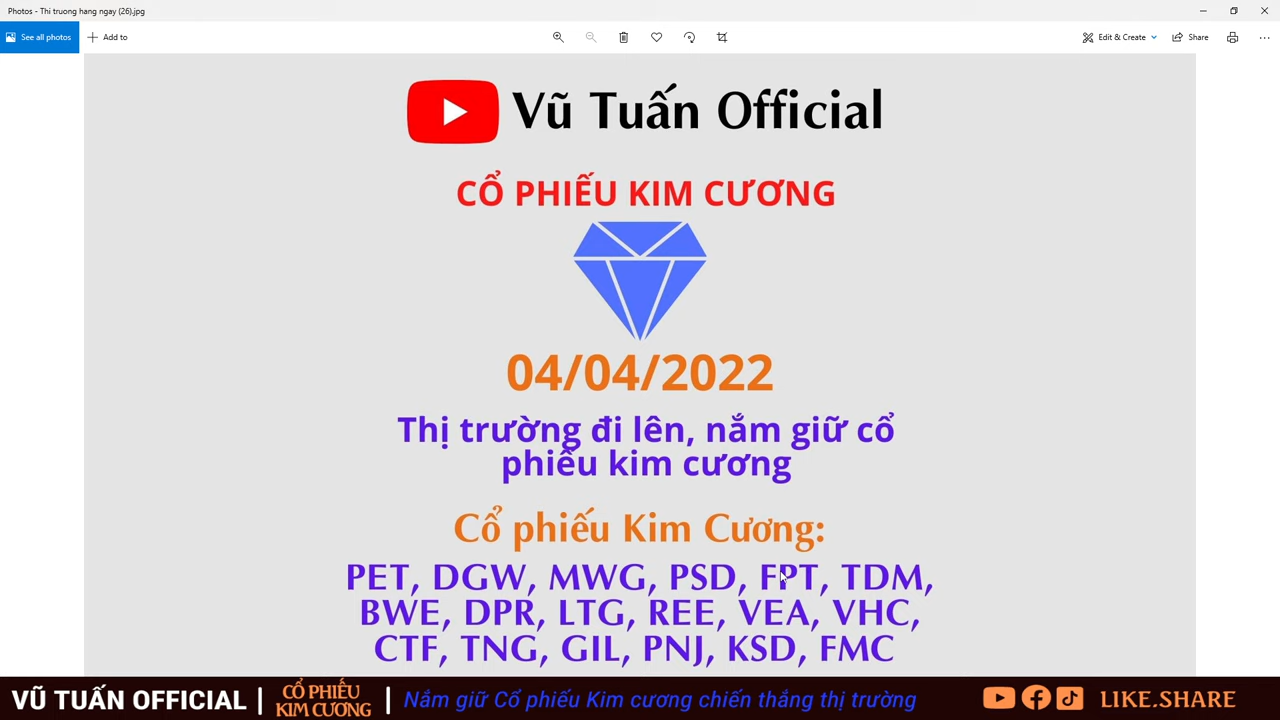 Photos - Thi truong hang ngay (26).jpg
See all photos
Add to
Edit & Create
Share
Vũ Tuấn Official
CỔ PHIẾU KIM CƯƠNG
04/04/2022
Thị trường đi lên, nắm giữ cổ
phiếu kim cương
Cổ phiếu Kim Cương:
PET, DGW, MWG, PSD, FPT, TDM,
BWE, DPR, LTG, REE, VEA, VHC,
CTF, TNG, GIL, PNJ, KSD, FMC
VŨ TUẤN OFFICIAL | CỔ PHIẾU
KIM CƯƠNG | Nắm giữ Cổ phiếu Kim cương chiến thắng thị trường
LIKE.SHARE